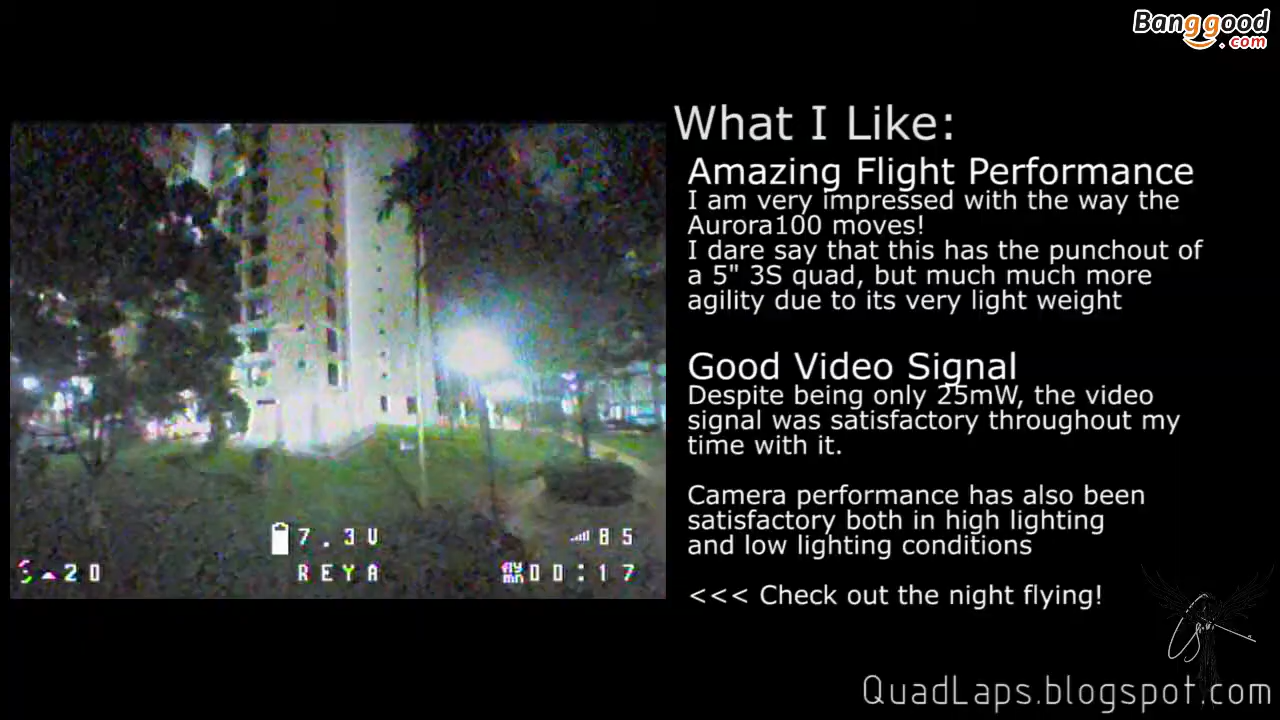 Banggood
.com
What I Like:
Amazing Flight Performance
I am very impressed with the way the
Aurora100 moves!
I dare say that this has the punchout of
a 5" 3S quad, but much much more
agility due to its very light weight
Good Video Signal
Despite being only 25mW, the video
signal was satisfactory throughout my
time with it.
Camera performance has also been
satisfactory both in high lighting
and low lighting conditions
<<< Check out the night flying!
7.3V
85
20
REYA
fly mn 00:17
QuadLaps.blogspot.com